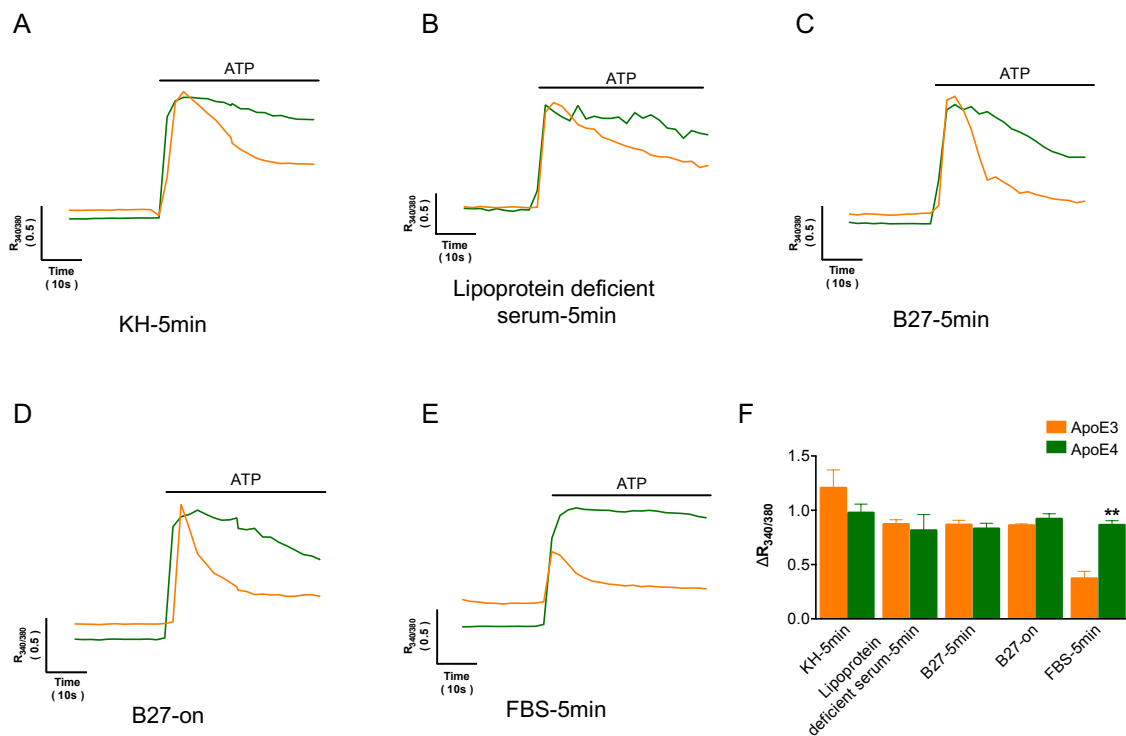 A
ATP
R340/380
( 0.5 )
Time
( 10s )
KH-5min
B
ATP
R340/380
( 0.5 )
Time
( 10s )
Lipoprotein deficient
serum-5min
C
ATP
R340/380
( 0.5 )
Time
( 10s )
B27-5min
D
ATP
R340/380
( 0.5 )
Time
( 10s )
B27-on
E
ATP
R340/380
( 0.5 )
Time
( 10s )
FBS-5min
F
ApoE3
ApoE4
ΔR340/380
1.5
1.0
0.5
0.0
**
KH-5min
Lipoprotein
deficient serum-5min
B27-5min
B27-on
FBS-5min